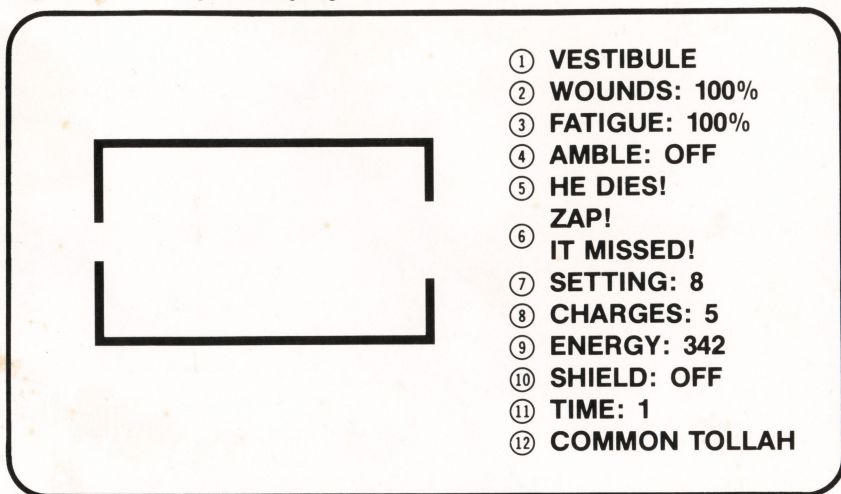 ① VESTIBULE
② WOUNDS: 100%
③ FATIGUE: 100%
④ AMBLE: OFF
⑤ HE DIES!
⑥ ZAP!
IT MISSED!
⑦ SETTING: 8
⑧ CHARGES: 5
⑨ ENERGY: 342
⑩ SHIELD: OFF
⑪ TIME: 1
⑫ COMMON TOLLAH